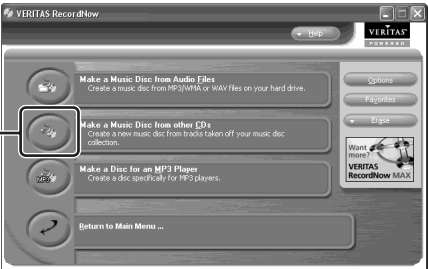 VERITAS RecordNow
Help
VERITAS
POWERED
Make a Music Disc from Audio Files
Create a music disc from MP3/WMA or WAV files on your hard drive.
Options
Favorites
Make a Music Disc from other CDs
Create a new music disc from tracks taken off your music disc
collection.
Erase
Want
more?
VERITAS
RecordNow MAX
Make a Disc for an MP3 Player
Create a disc specifically for MP3 players.
MP3
Return to Main Menu ...